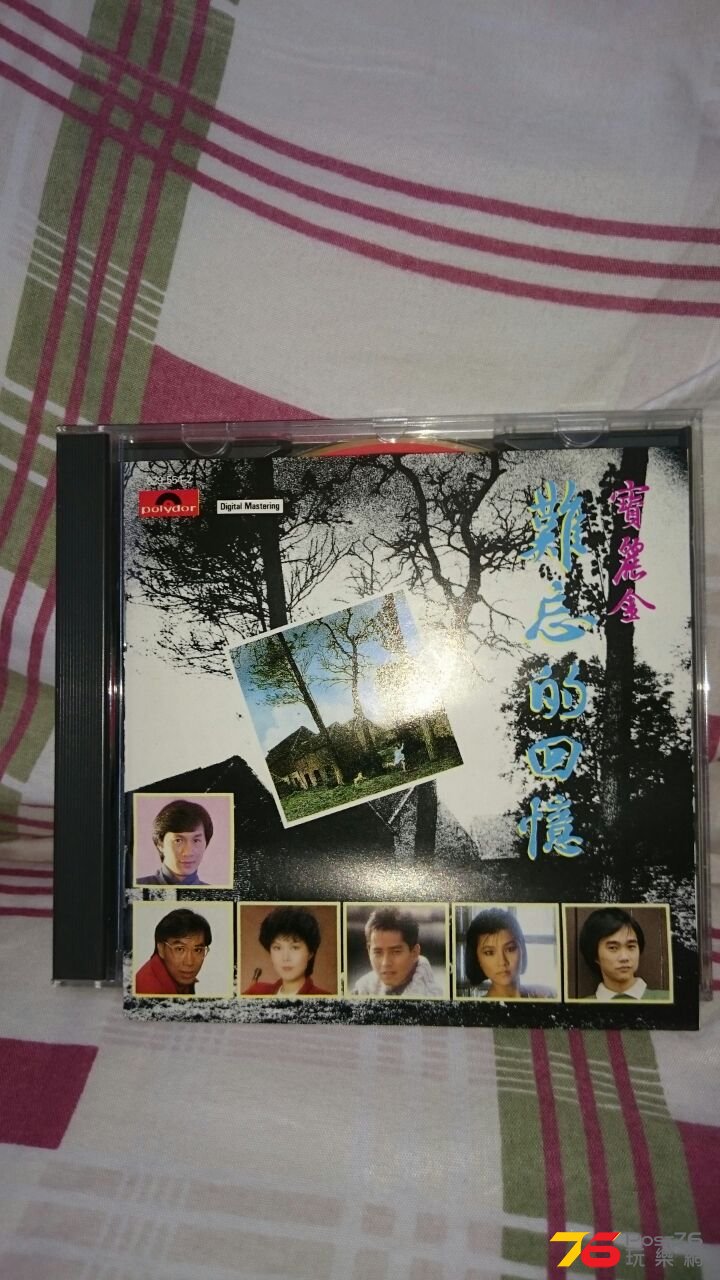 polydor
Digital Mastering
寶麗金
難忘的回憶
76
Post76
玩樂網